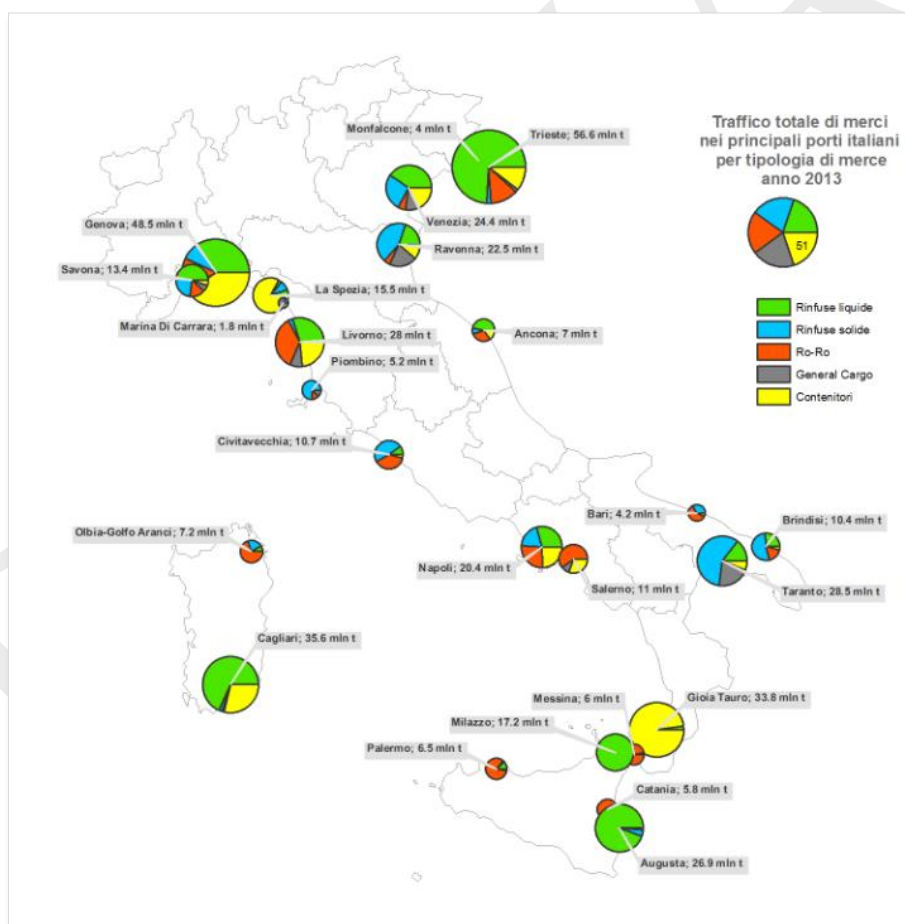 Traffico totale di merci
nei principali porti italiani
per tipologia di merce
anno 2013
51
Rinfuse liquide
Rinfuse solide
Ro-Ro
General Cargo
Contenitori
Monfalcone; 4 mln t
Trieste; 56.6 mln t
Venezia; 24.4 mln t
Genova; 48.5 mln t
Ravenna; 22.5 mln t
Savona; 13.4 mln t
La Spezia; 15.5 mln t
Marina Di Carrara; 1.8 mln t
Livorno; 28 mln t
Ancona; 7 mln t
Piombino; 5.2 mln t
Civitavecchia; 10.7 mln t
Bari; 4.2 mln t
Brindisi; 10.4 mln t
Olbia-Golfo Aranci; 7.2 mln t
Napoli; 20.4 mln t
Salerno; 11 mln t
Taranto; 28.5 mln t
Cagliari; 35.6 mln t
Messina; 6 mln t
Gioia Tauro; 33.8 mln t
Milazzo; 17.2 mln t
Palermo; 6.5 mln t
Catania; 5.8 mln t
Augusta; 26.9 mln t